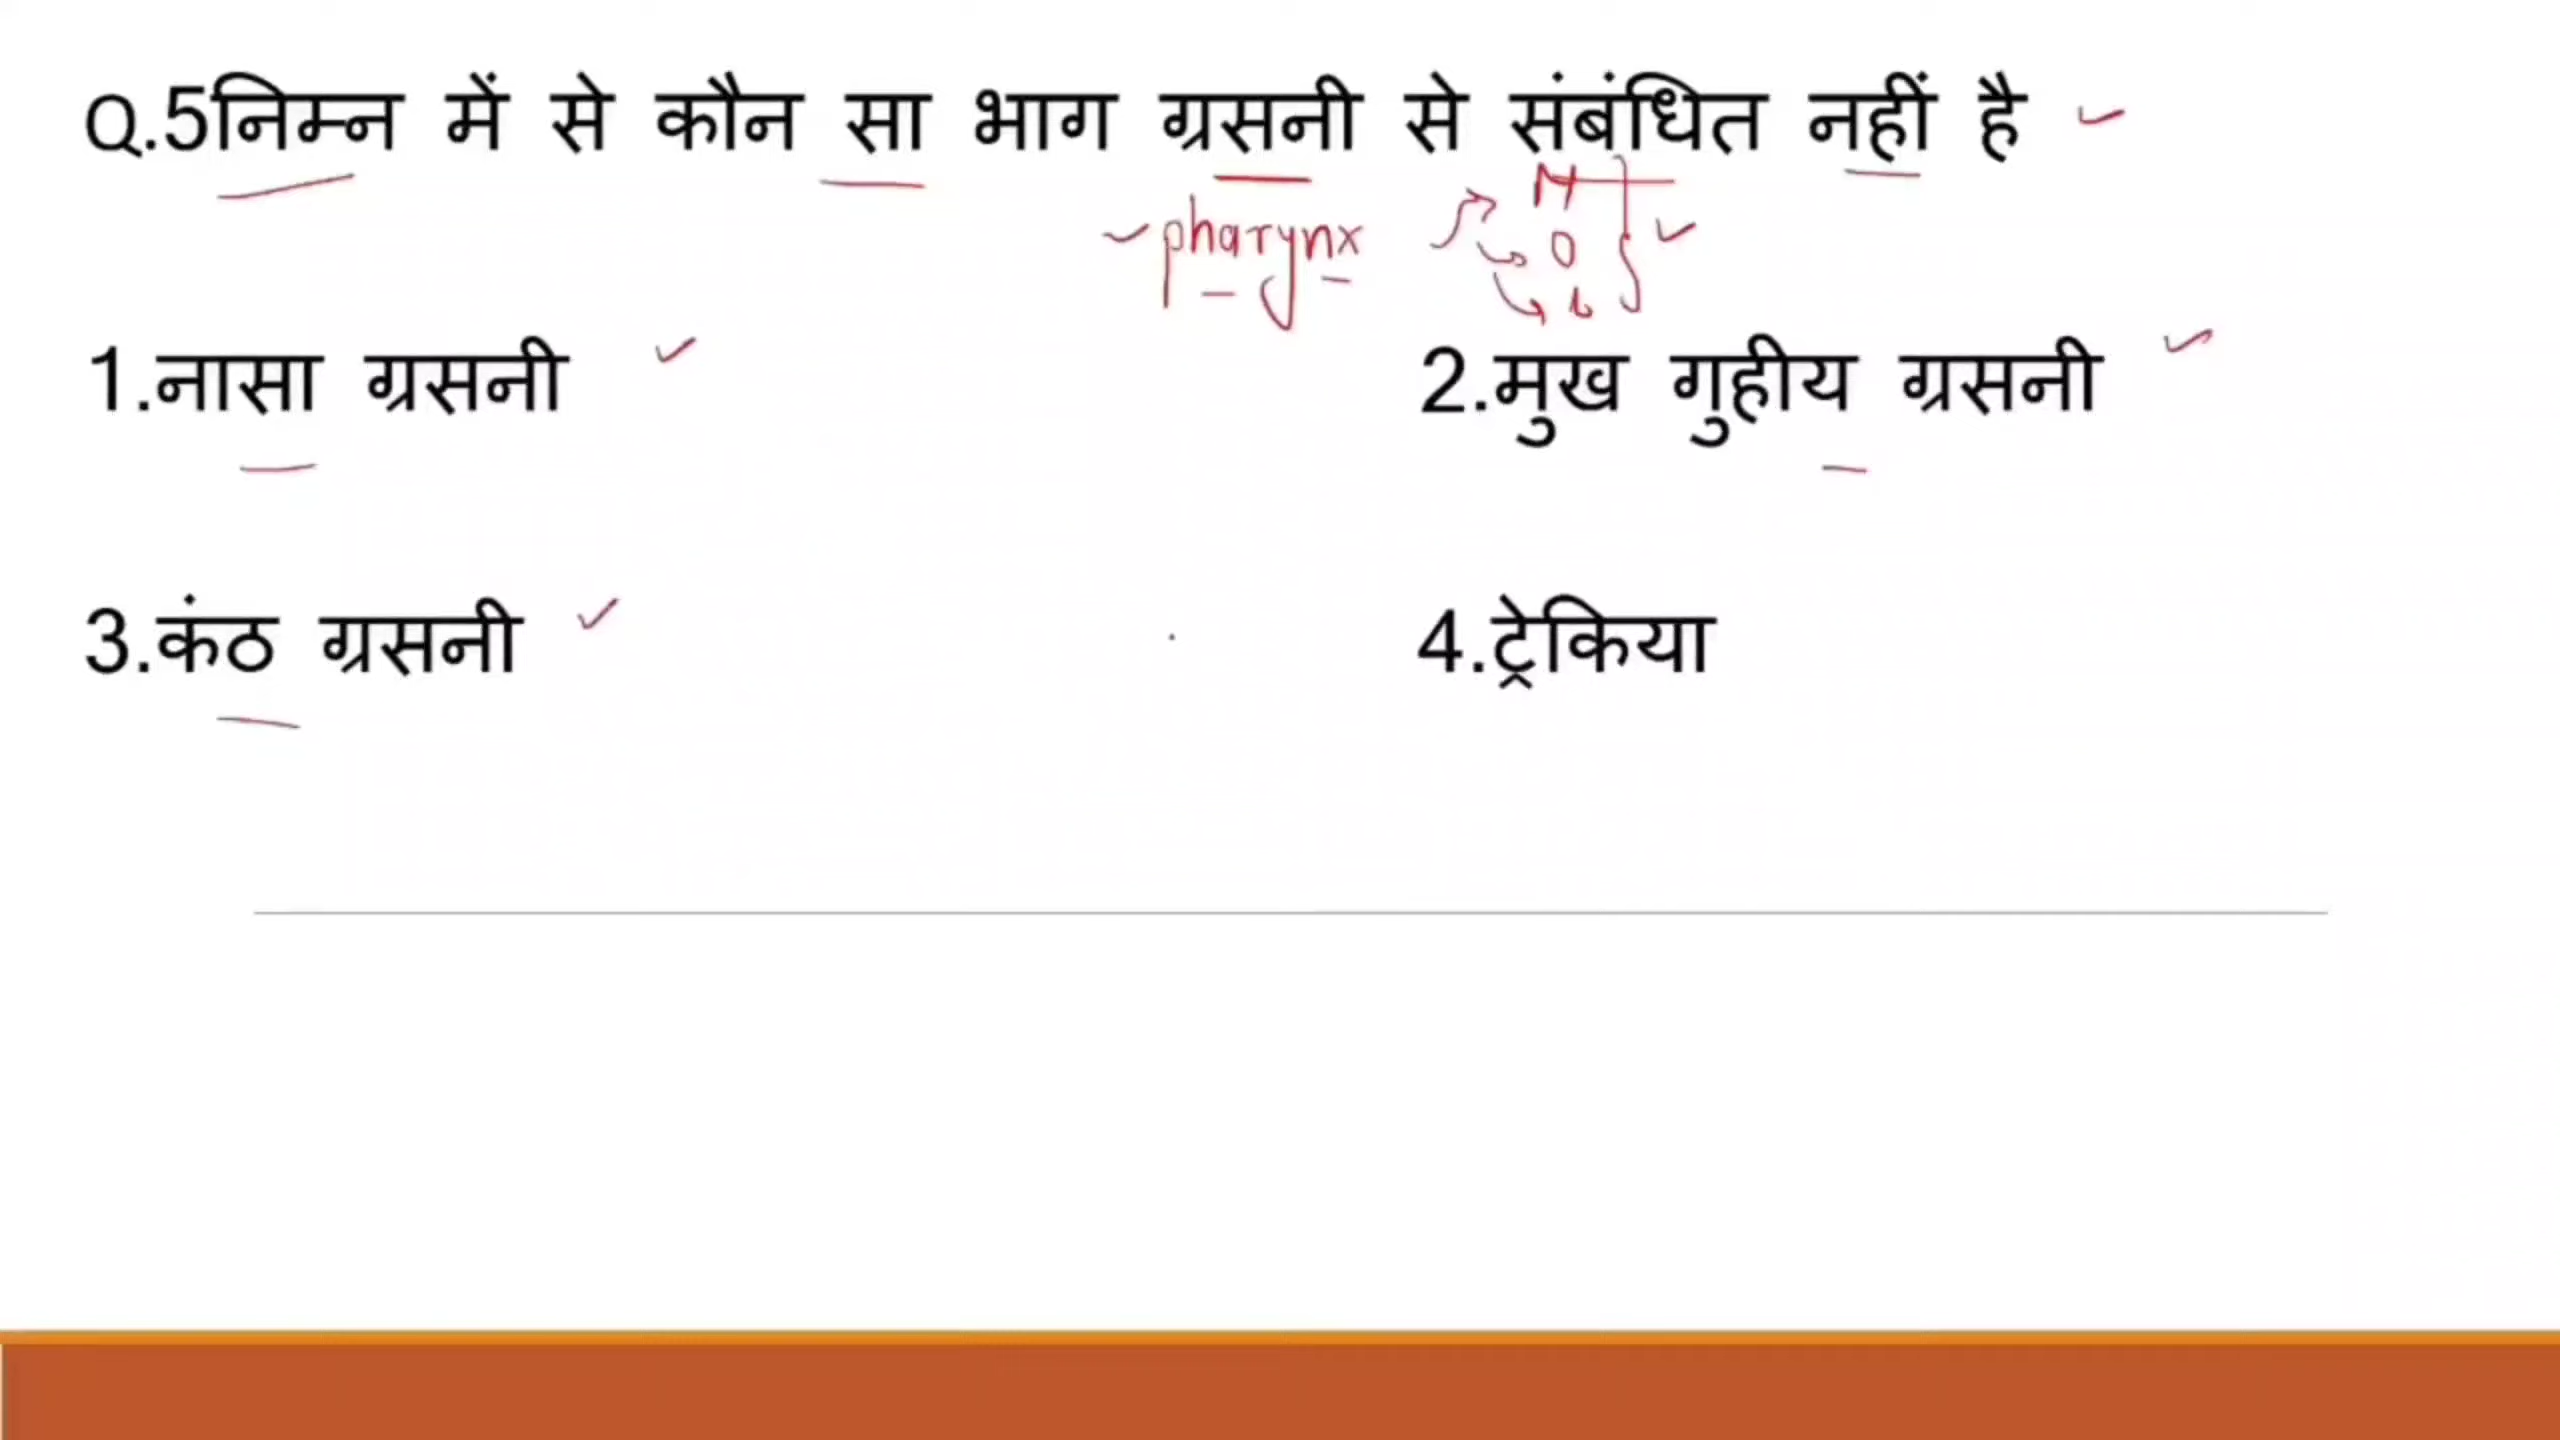 Q.5निम्न में से कौन सा भाग ग्रसनी से संबंधित नहीं है
N
pharynx
O
L
1.नासा ग्रसनी 2.मुख गुहीय ग्रसनी
3.कंठ ग्रसनी 4.ट्रेकिया